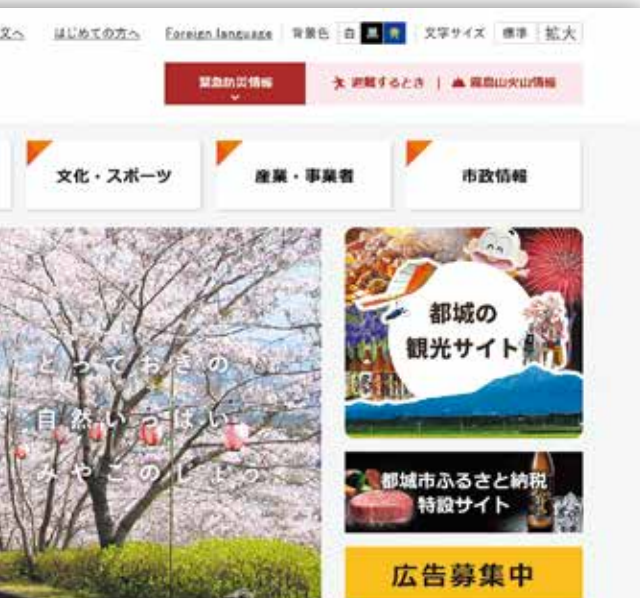 文へ はじめての方へ Foreign language 背景色 白 黒 青 文字サイズ 標準 拡大
緊急防災情報 避難するとき | 霧島山火山情報
文化・スポーツ 産業・事業者 市政情報
とっておきの
自然いっぱい
みやこのじょう
都城の
観光サイト
都城市ふるさと納税
特設サイト
広告募集中